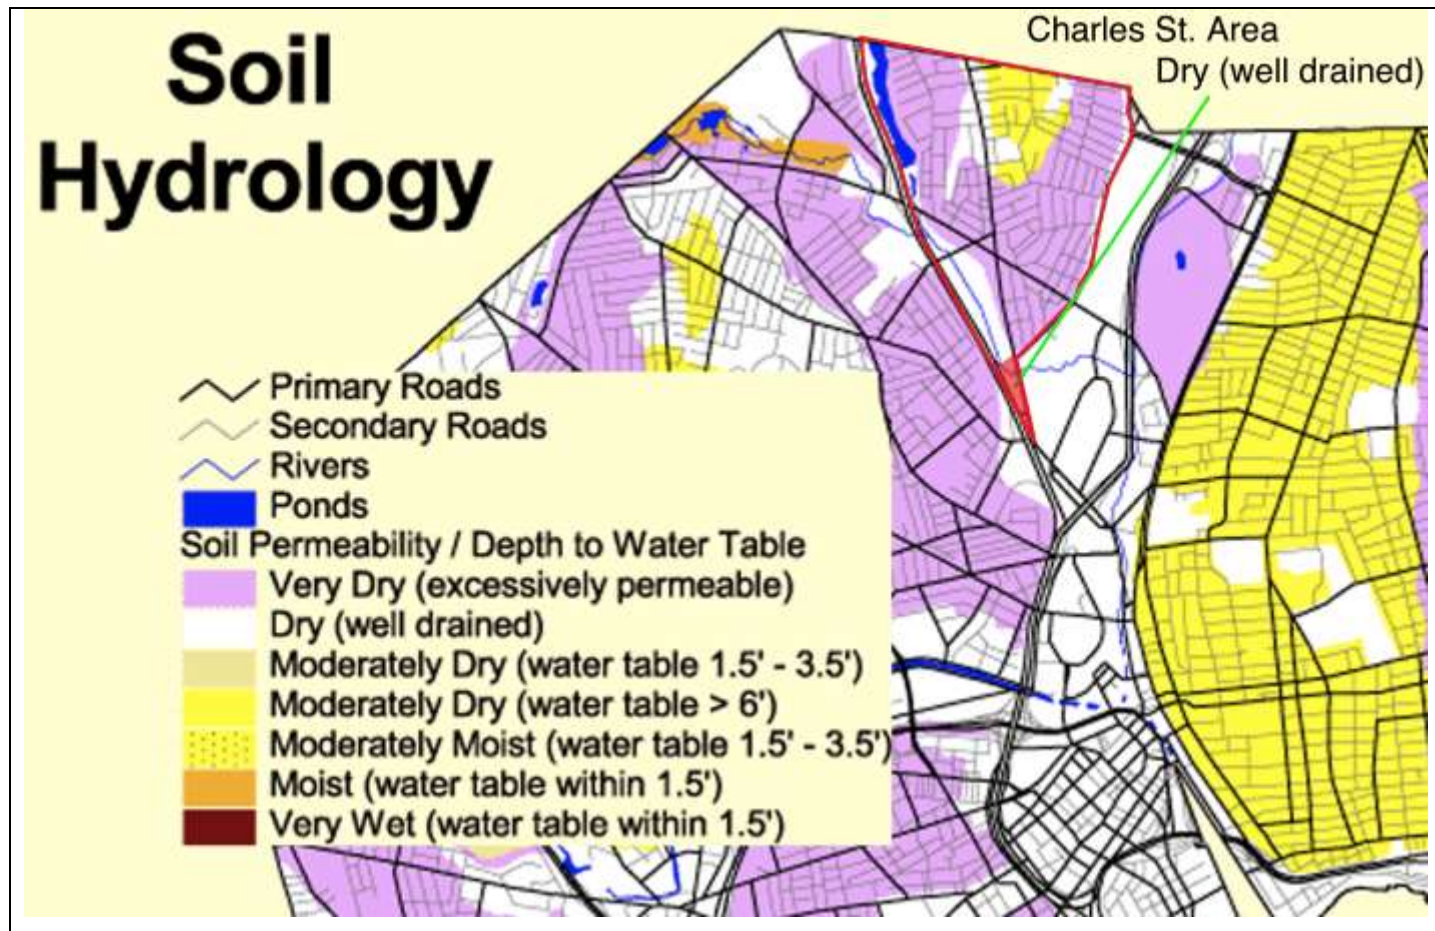 Soil
Hydrology
Charles St. Area
Dry (well drained)
Primary Roads
Secondary Roads
Rivers
Ponds
Soil Permeability / Depth to Water Table
Very Dry (excessively permeable)
Dry (well drained)
Moderately Dry (water table 1.5' - 3.5')
Moderately Dry (water table > 6')
Moderately Moist (water table 1.5' - 3.5')
Moist (water table within 1.5')
Very Wet (water table within 1.5')